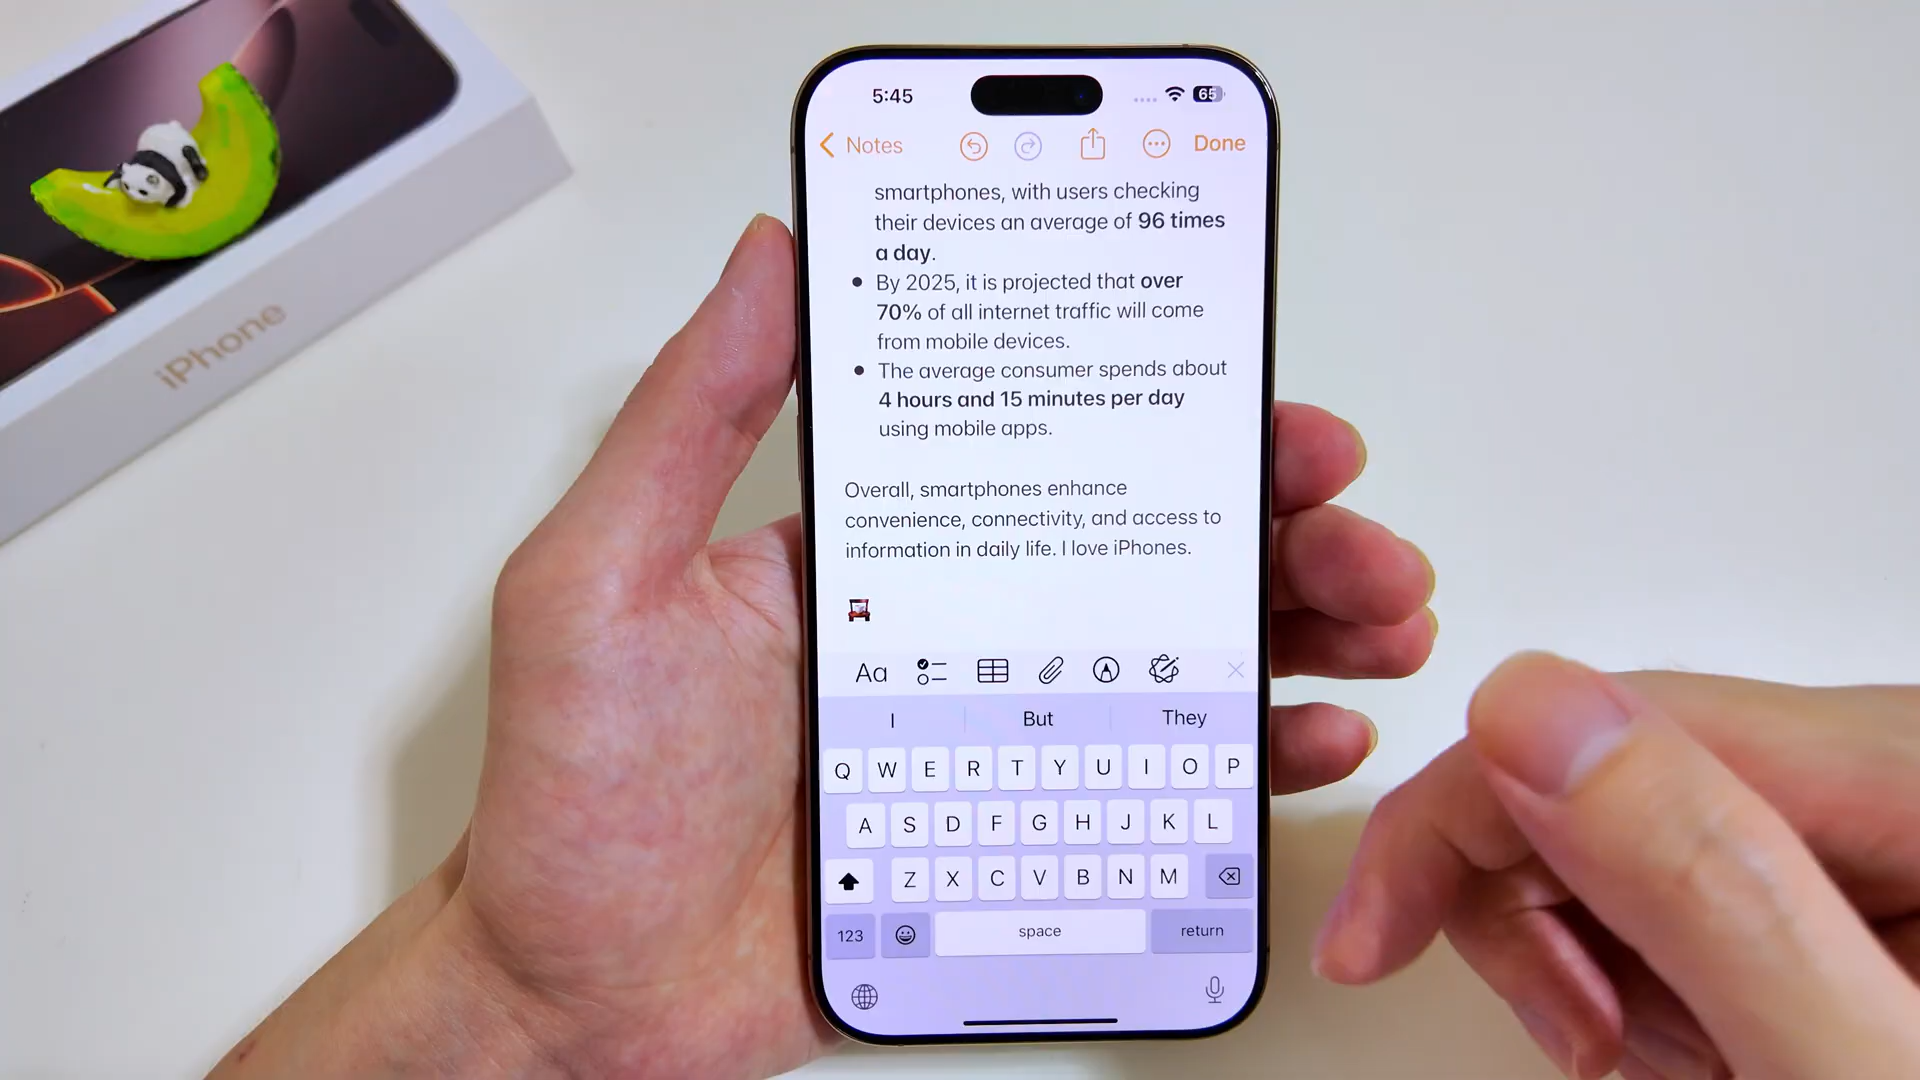 iPhone
5:45
65
Notes
Done
smartphones, with users checking
their devices an average of 96 times
a day.
By 2025, it is projected that over
70% of all internet traffic will come
from mobile devices.
The average consumer spends about
4 hours and 15 minutes per day
using mobile apps.
Overall, smartphones enhance
convenience, connectivity, and access to
information in daily life. I love iPhones.
Aa
I But They
Q W E R T Y U I O P
A S D F G H J K L
Z X C V B N M
123 space return